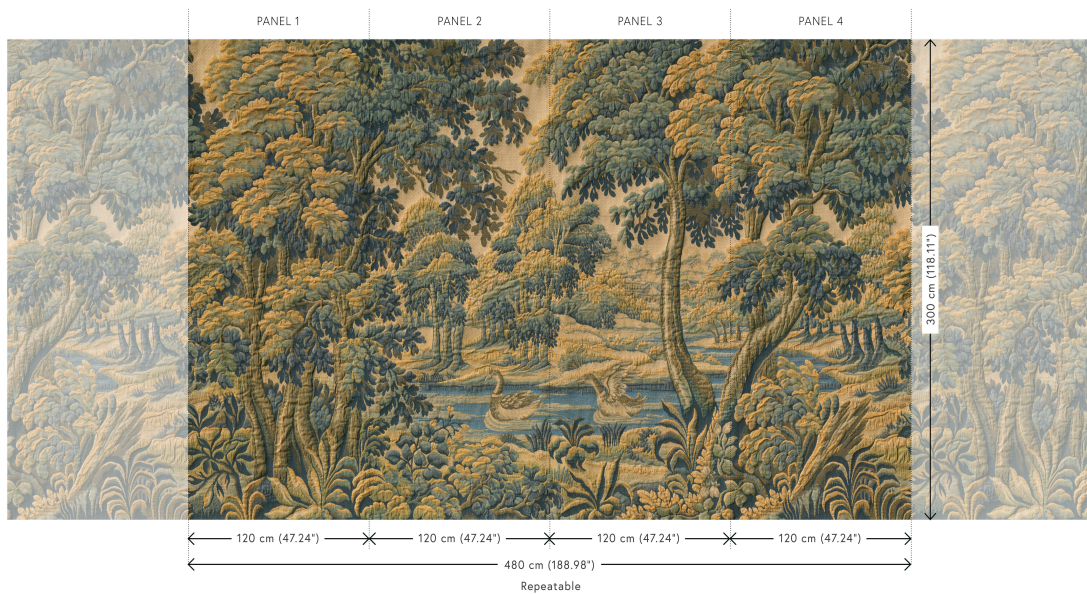 PANEL 1
PANEL 2
PANEL 3
PANEL 4
300 cm (118.11")
120 cm (47.24")
120 cm (47.24")
120 cm (47.24")
120 cm (47.24")
480 cm (188.98")
Repeatable